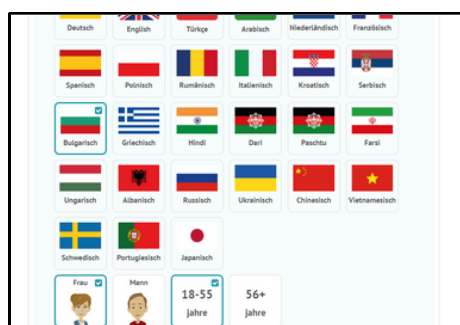 Deutsch English Türkçe Arabisch Niederländisch Französisch
Spanisch Polnisch Rumänisch Italienisch Kroatisch Serbisch
Bulgarisch Griechisch Hindi Dari Paschtu Farsi
Ungarisch Albanisch Russisch Ukrainisch Chinesisch Vietnamesisch
Schwedisch Portugiesisch Japanisch
Frau Mann 18-55 56+
jahre jahre